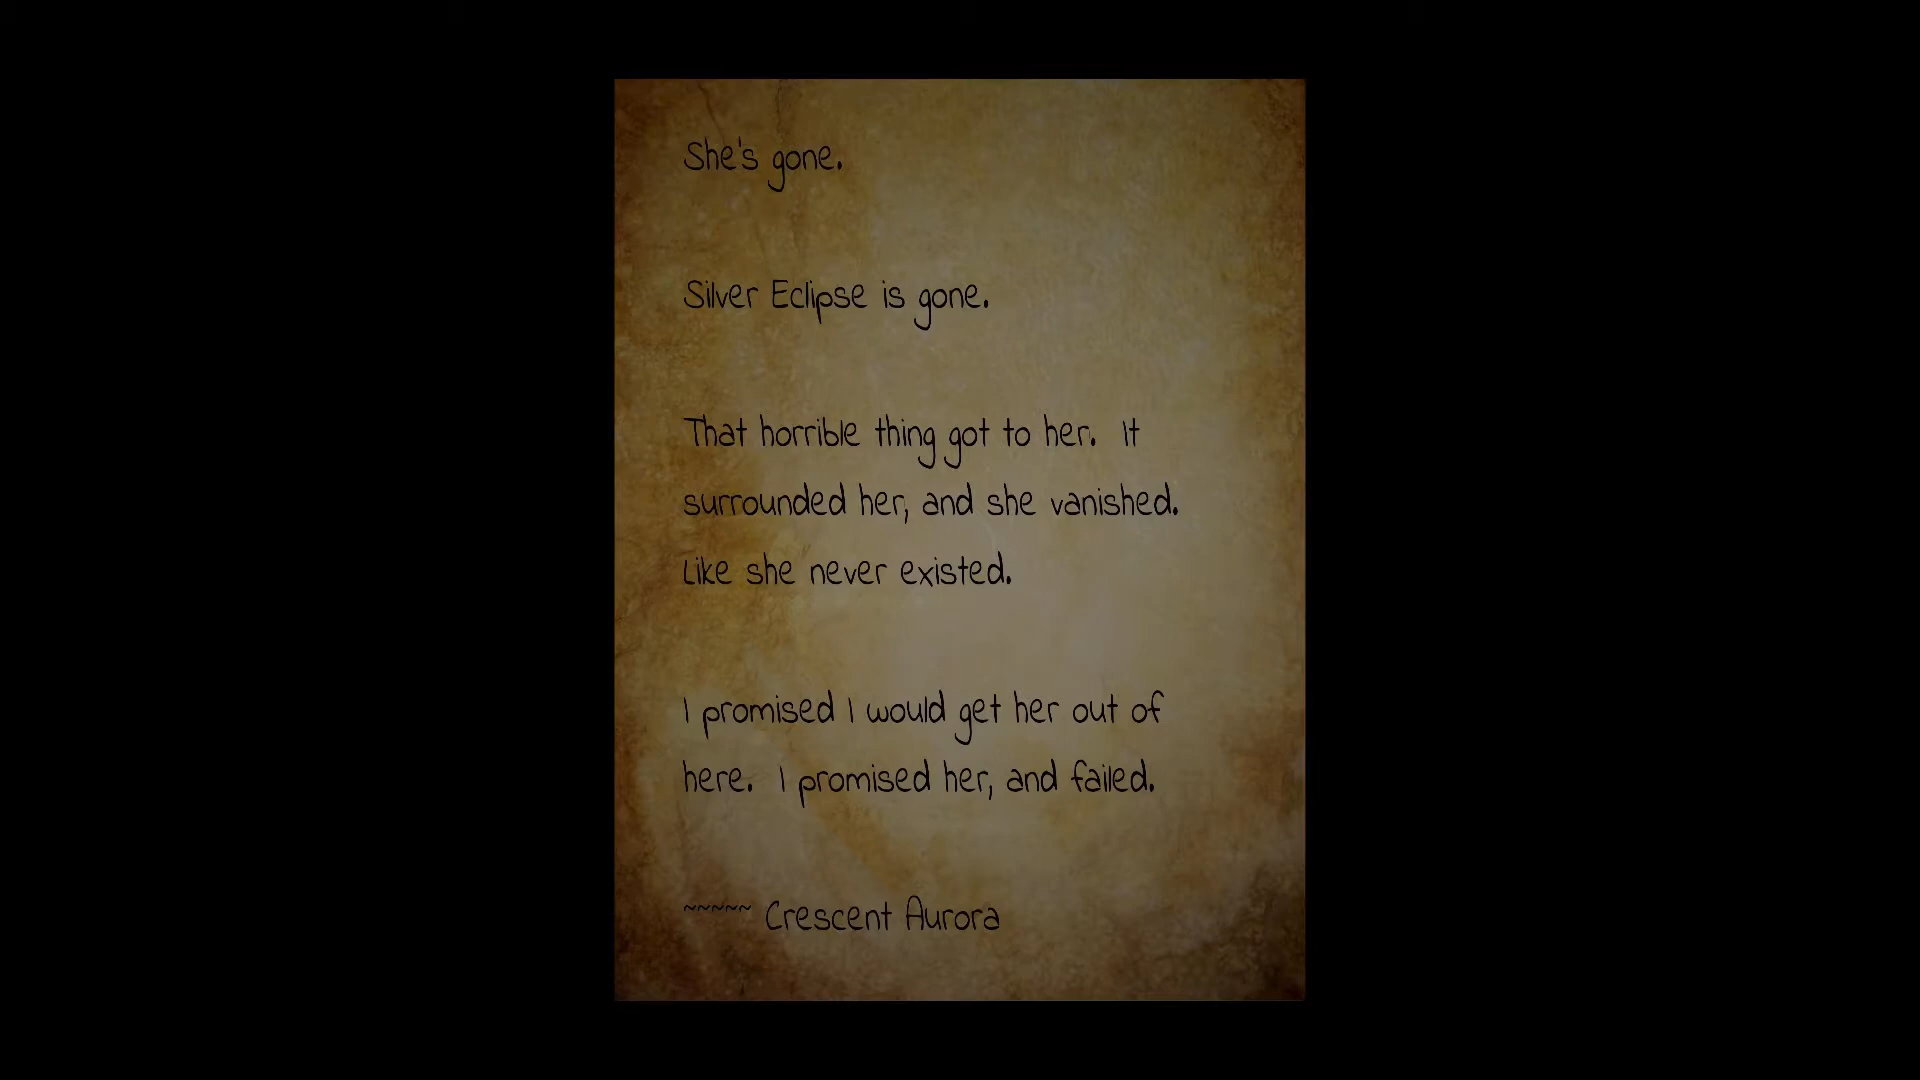 She's gone.
Silver Eclipse is gone.
That horrible thing got to her.  It
surrounded her, and she vanished.
Like she never existed.
I promised I would get her out of
here.  I promised her, and failed.
~~~~~ Crescent Aurora